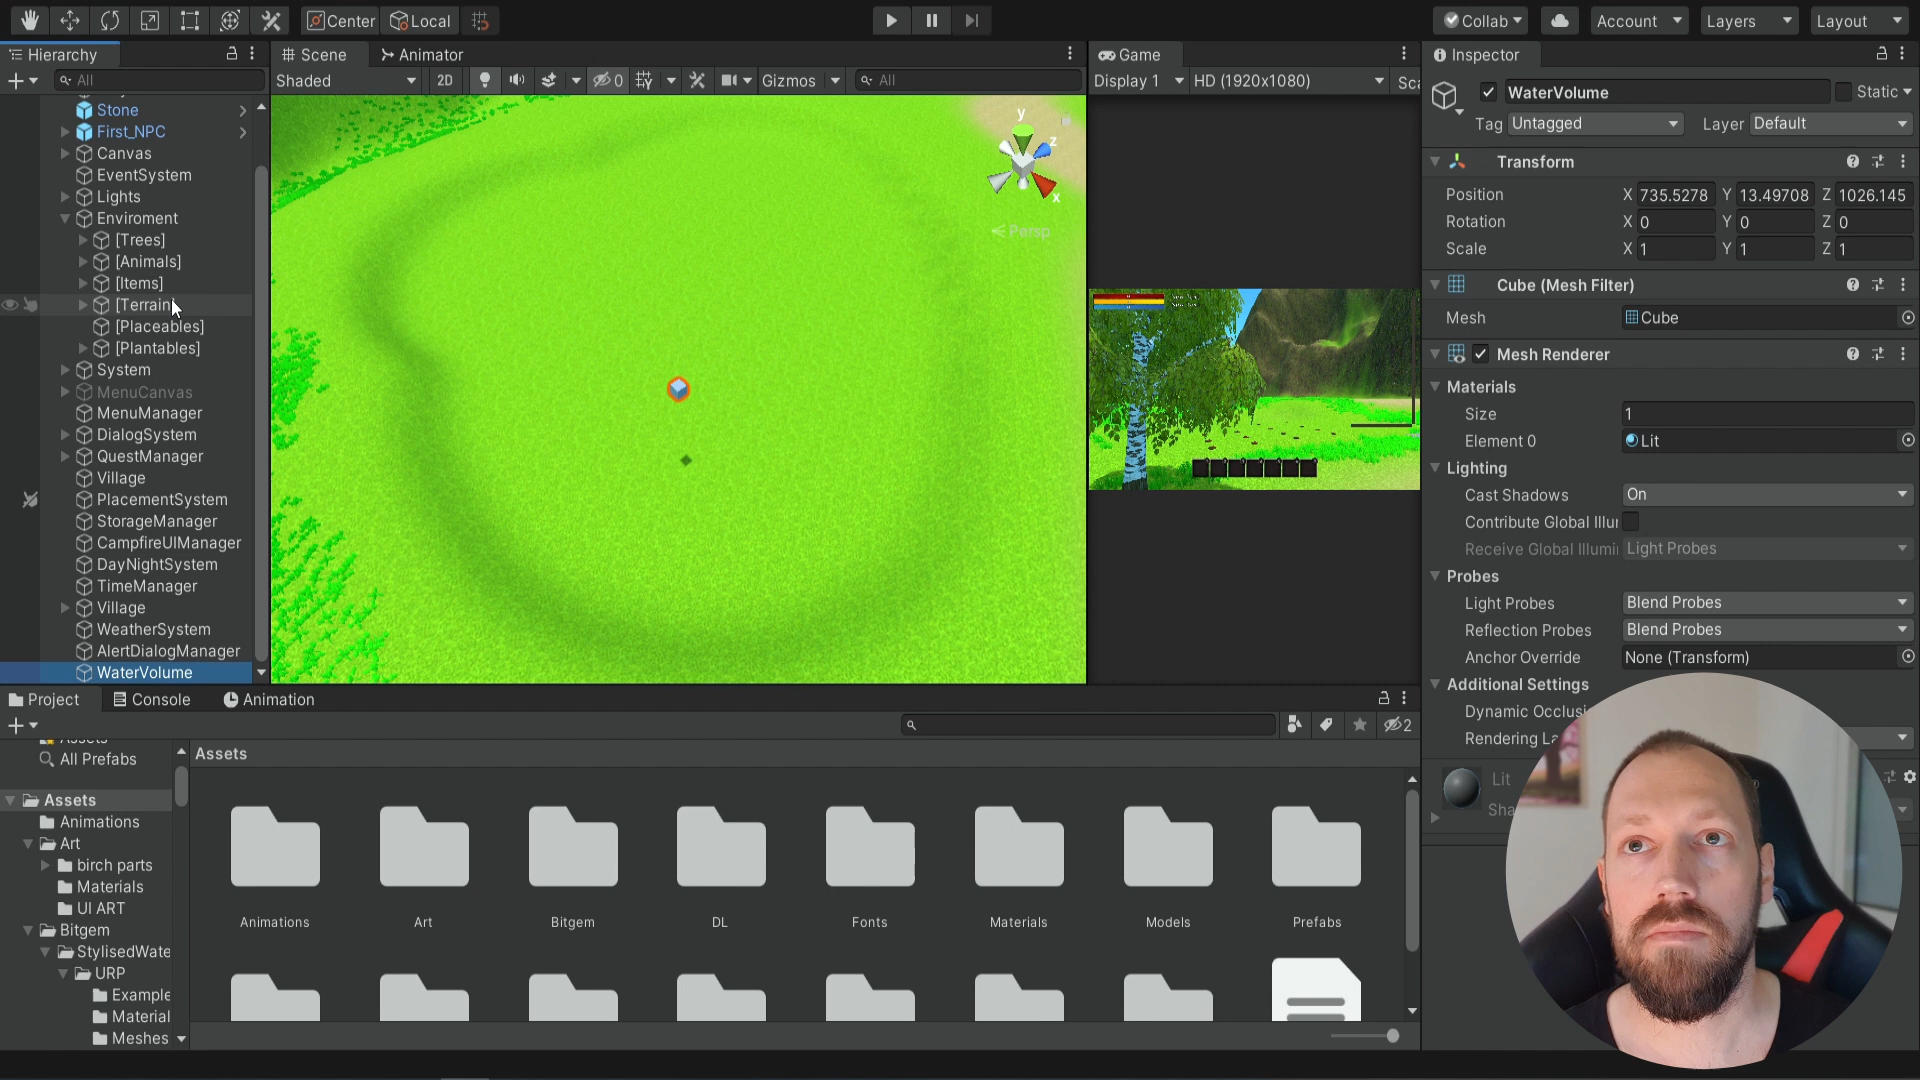 Center Local
Collab Account Layers Layout
Hierarchy
All
Stone
First_NPC
Canvas
EventSystem
Lights
Enviroment
[Trees]
[Animals]
[Items]
[Terrain]
[Placeables]
[Plantables]
System
MenuCanvas
MenuManager
DialogSystem
QuestManager
Village
PlacementSystem
StorageManager
CampfireUIManager
DayNightSystem
TimeManager
Village
WeatherSystem
AlertDialogManager
WaterVolume
Scene Animator
Shaded 2D 0 Gizmos All
y
z
x
Persp
Game
Display 1 HD (1920x1080) Sca
Inspector
WaterVolume Static
Tag Untagged Layer Default
Transform
Position X 735.5278 Y 13.49708 Z 1026.145
Rotation X 0 Y 0 Z 0
Scale X 1 Y 1 Z 1
Cube (Mesh Filter)
Mesh Cube
Mesh Renderer
Materials
Size 1
Element 0 Lit
Lighting
Cast Shadows On
Contribute Global Illur
Receive Global Illumi Light Probes
Probes
Light Probes Blend Probes
Reflection Probes Blend Probes
Anchor Override None (Transform)
Additional Settings
Dynamic Occlusi
Rendering La
Lit
Sha
Project Console Animation
2
Assets
All Prefabs
Assets
Animations
Art
birch parts
Materials
UI ART
Bitgem
StylisedWate
URP
Example
Material
Meshes
Assets
Animations Art Bitgem DL Fonts Materials Models Prefabs